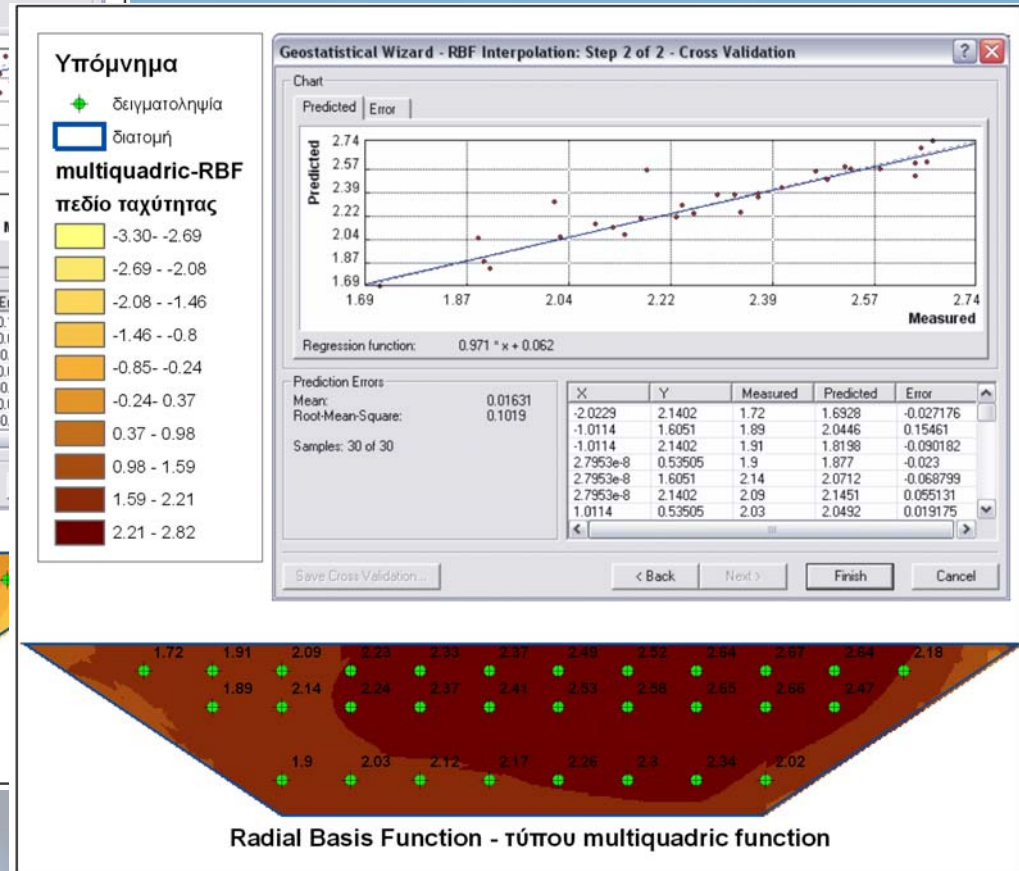 Υπόμνημα
δειγματοληψία
διατομή
multiquadric-RBF
πεδίο ταχύτητας
-3.30- -2.69
-2.69 - -2.08
-2.08 - -1.46
-1.46 - -0.8
-0.85- -0.24
-0.24- 0.37
0.37 - 0.98
0.98 - 1.59
1.59 - 2.21
2.21 - 2.82
Geostatistical Wizard - RBF Interpolation: Step 2 of 2 - Cross Validation
Chart
Predicted Error
Predicted
2.74
2.57
2.39
2.22
2.04
1.87
1.69
1.69 1.87 2.04 2.22 2.39 2.57 2.74
Measured
Regression function: 0.971 * x + 0.062
Prediction Errors
Mean: 0.01631
Root-Mean-Square: 0.1019
Samples: 30 of 30
X Y Measured Predicted Error
-2.0229 2.1402 1.72 1.6928 -0.027176
-1.0114 1.6051 1.89 2.0446 0.15461
-1.0114 2.1402 1.91 1.8198 -0.090182
2.7953e-8 0.53505 1.9 1.877 -0.023
2.7953e-8 1.6051 2.14 2.0712 -0.068799
2.7953e-8 2.1402 2.09 2.1451 0.055131
1.0114 0.53505 2.03 2.0492 0.019175
Save Cross Validation... < Back Next > Finish Cancel
1.72 1.91 2.09 2.23 2.33 2.37 2.49 2.52 2.64 2.67 2.64 2.18
1.89 2.14 2.24 2.37 2.41 2.53 2.58 2.65 2.66 2.47
1.9 2.03 2.12 2.17 2.26 2.3 2.34 2.02
Radial Basis Function - τύπου multiquadric function